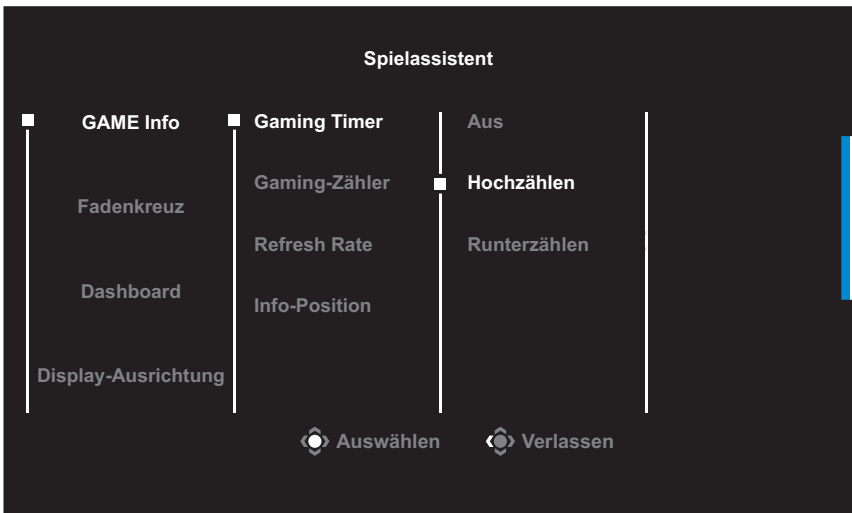 Spielassistent
GAME Info
Gaming Timer
Aus
Gaming-Zähler
Hochzählen
Fadenkreuz
Refresh Rate
Runterzählen
Dashboard
Info-Position
Display-Ausrichtung
Auswählen
Verlassen